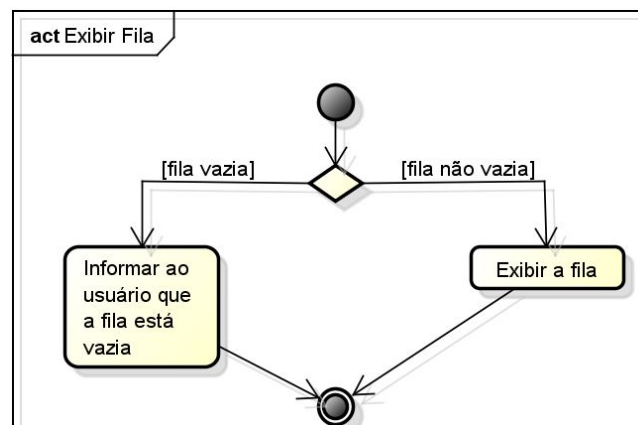 act Exibir Fila
[fila vazia]
[fila não vazia]
Informar ao
usuário que
a fila está
vazia
Exibir a fila